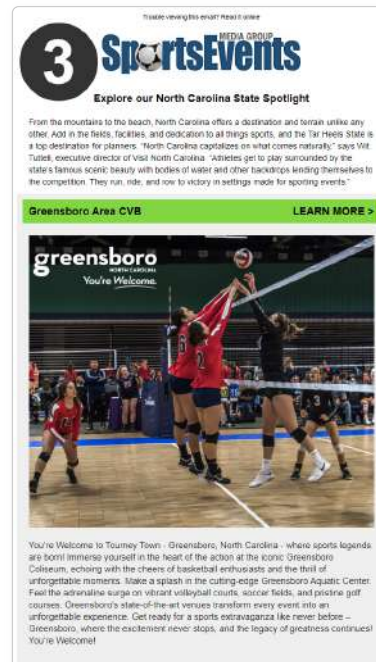 Trouble viewing this email? Read it online
3
MEDIA GROUP
SportsEvents
Explore our North Carolina State Spotlight
From the mountains to the beach, North Carolina offers a destination and terrain unlike any
other. Add in the fields, facilities, and dedication to all things sports, and the Tar Heels State is
a top destination for planners. "North Carolina capitalizes on what comes naturally," says Wit
Tuttell, executive director of Visit North Carolina. "Athletes get to play surrounded by the
state's famous scenic beauty with bodies of water and other backdrops lending themselves to
the competition. They run, ride, and row to victory in settings made for sporting events."
Greensboro Area CVB LEARN MORE >
greensboro
NORTH CAROLINA
You're Welcome.
6
2
3
You're Welcome to Tourney Town - Greensboro, North Carolina - where sports legends
are born! Immerse yourself in the heart of the action at the iconic Greensboro
Coliseum, echoing with the cheers of basketball enthusiasts and the thrill of
unforgettable moments. Make a splash in the cutting-edge Greensboro Aquatic Center.
Feel the adrenaline surge on vibrant volleyball courts, soccer fields, and pristine golf
courses. Greensboro's state-of-the-art venues transform every event into an
unforgettable experience. Get ready for a sports extravaganza like never before –
Greensboro, where the excitement never stops, and the legacy of greatness continues!
You're Welcome!